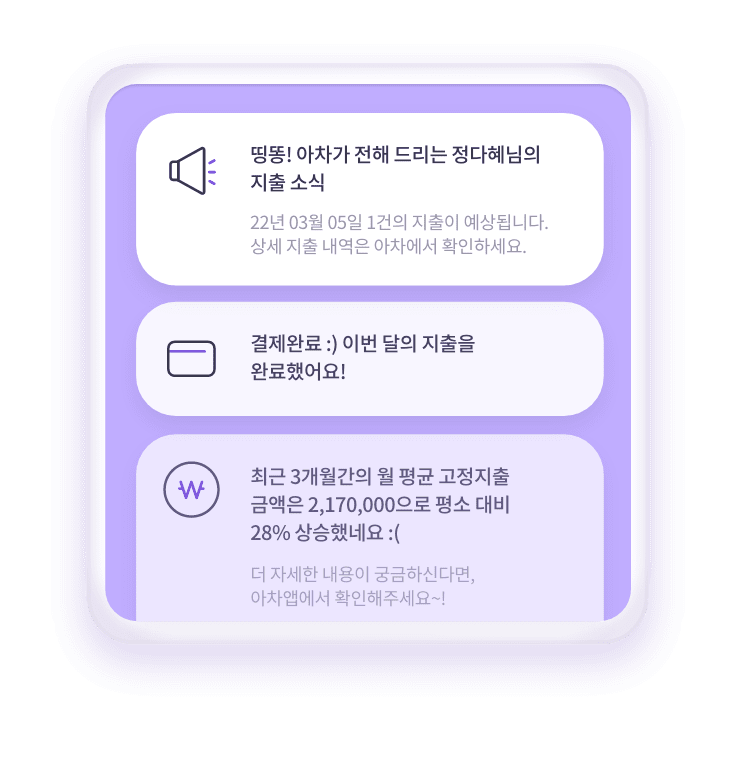 띵똥! 아차가 전해 드리는 정다혜님의
지출 소식
22년 03월 05일 1건의 지출이 예상됩니다.
상세 지출 내역은 아차에서 확인하세요.
결제완료 :) 이번 달의 지출을
완료했어요!
최근 3개월간의 월 평균 고정지출
금액은 2,170,000으로 평소 대비
28% 상승했네요 :(
더 자세한 내용이 궁금하신다면,
아차앱에서 확인해주세요~!